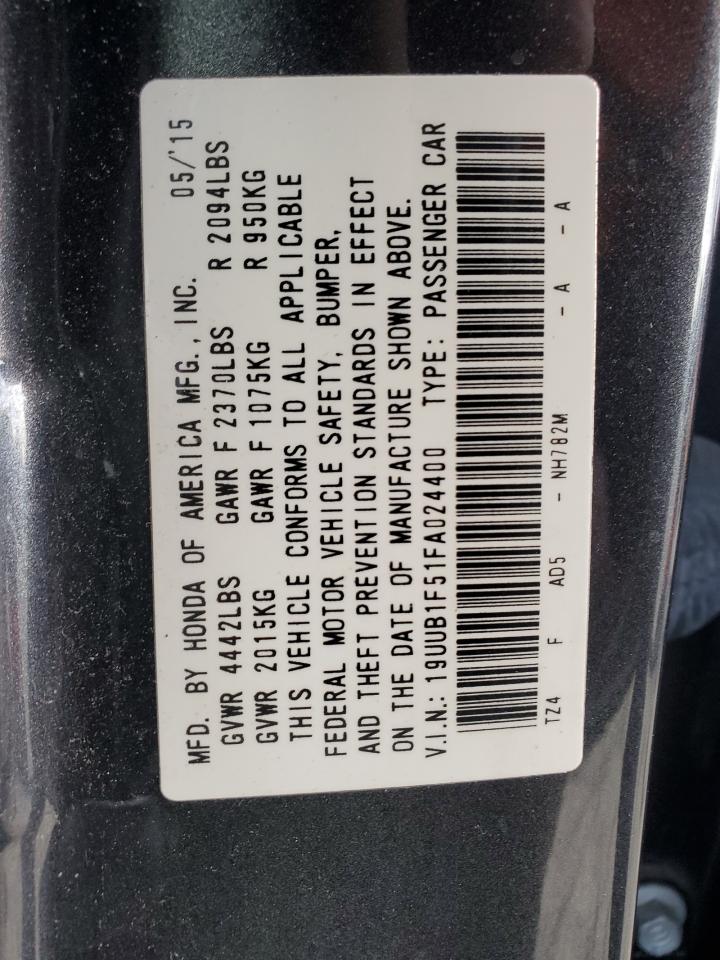 MFD. BY HONDA OF AMERICA MFG., INC. 05/'15
GVWR 4442LBS GAWR F 2370LBS R 2094LBS
GVWR 2015KG GAWR F 1075KG R 950KG
THIS VEHICLE CONFORMS TO ALL APPLICABLE
FEDERAL MOTOR VEHICLE SAFETY, BUMPER,
AND THEFT PREVENTION STANDARDS IN EFFECT
ON THE DATE OF MANUFACTURE SHOWN ABOVE.
V.I.N.: 19UUB1F51FA024400 TYPE: PASSENGER CAR
TZ4 F AD5 - NH782M - A - A